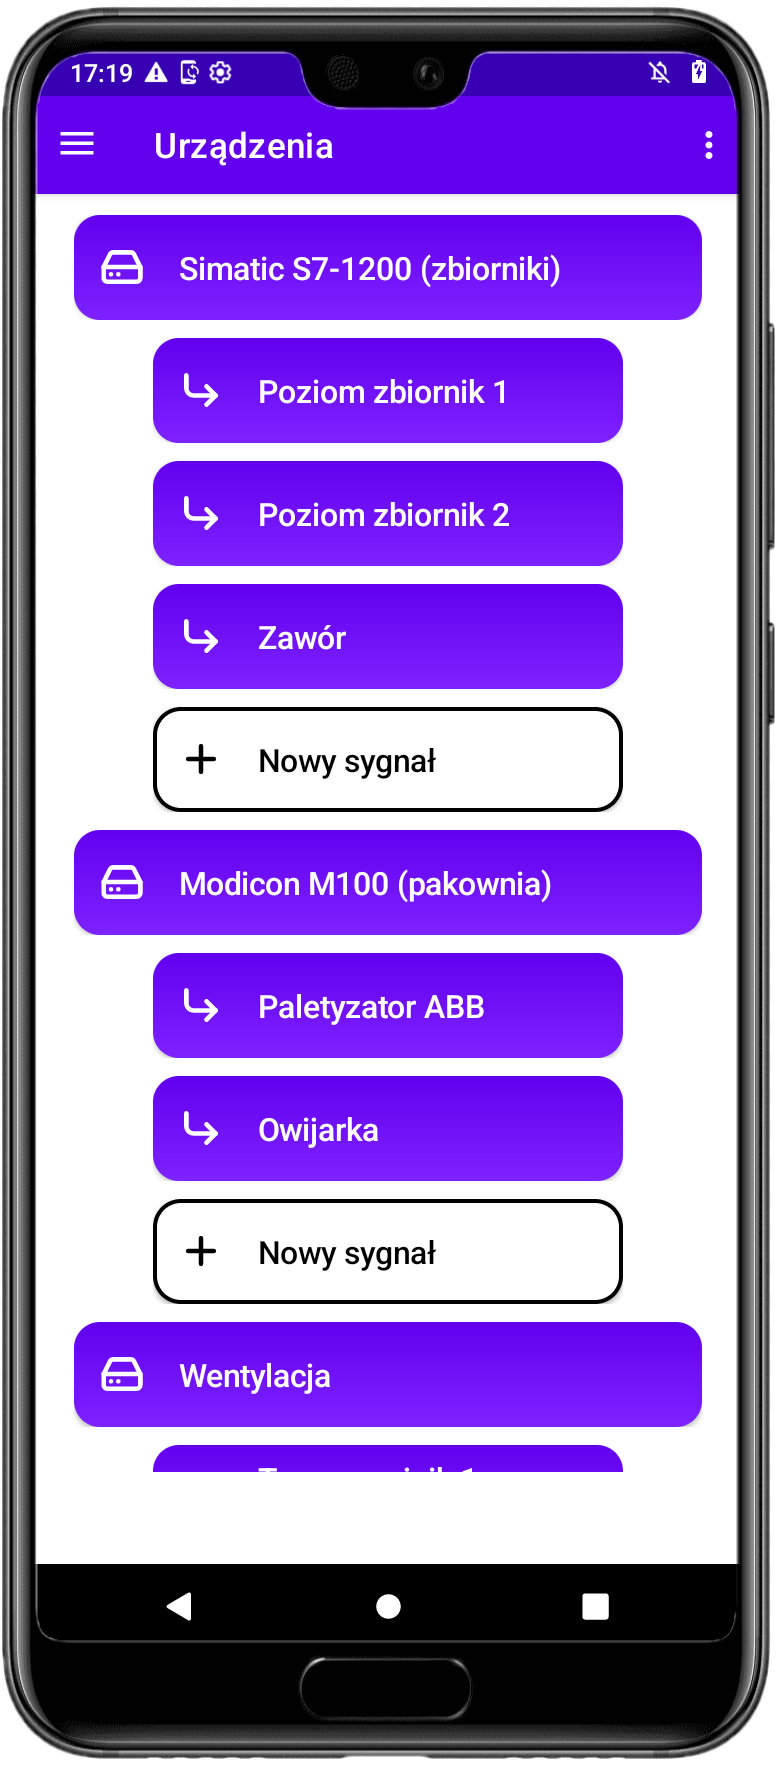 17:19
Urządzenia
Simatic S7-1200 (zbiorniki)
Poziom zbiornik 1
Poziom zbiornik 2
Zawór
Nowy sygnał
Modicon M100 (pakownia)
Paletyzator ABB
Owijarka
Nowy sygnał
Wentylacja